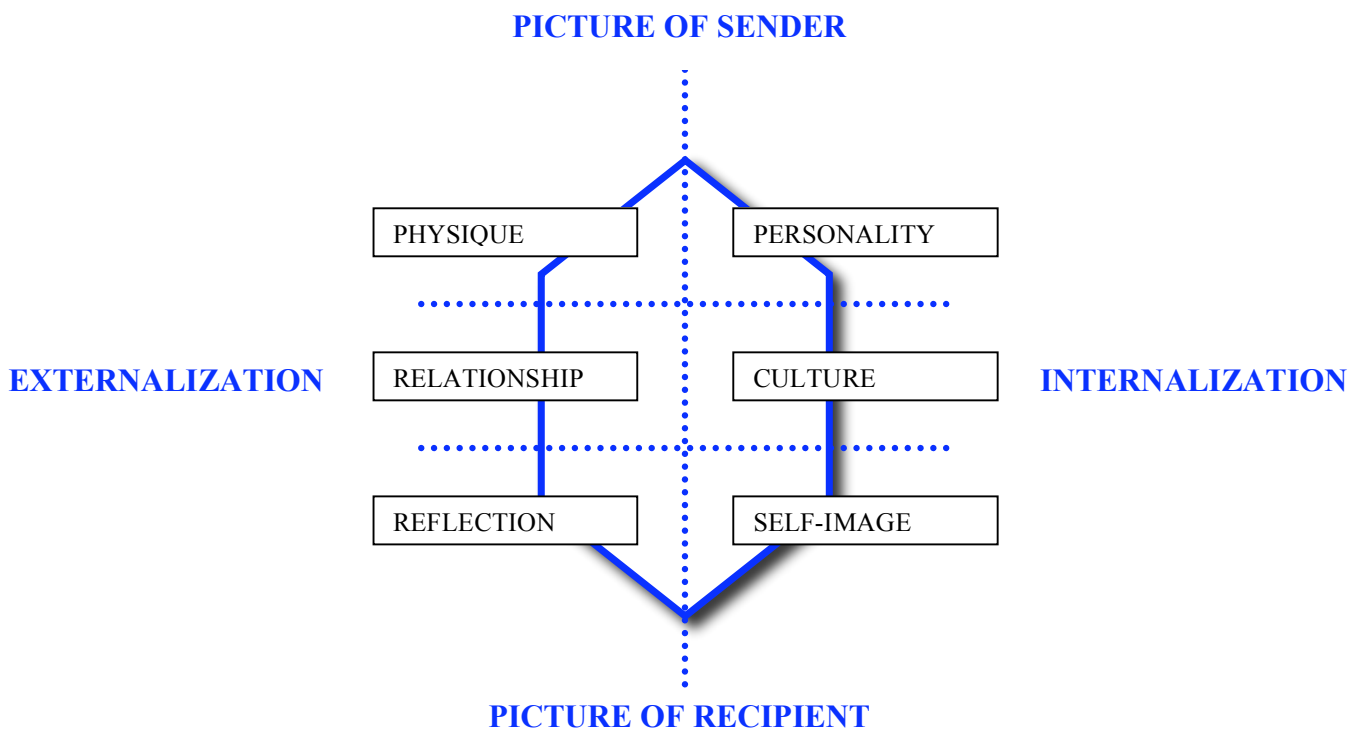 PICTURE OF SENDER
PHYSIQUE
PERSONALITY
EXTERNALIZATION
RELATIONSHIP
CULTURE
INTERNALIZATION
REFLECTION
SELF-IMAGE
PICTURE OF RECIPIENT